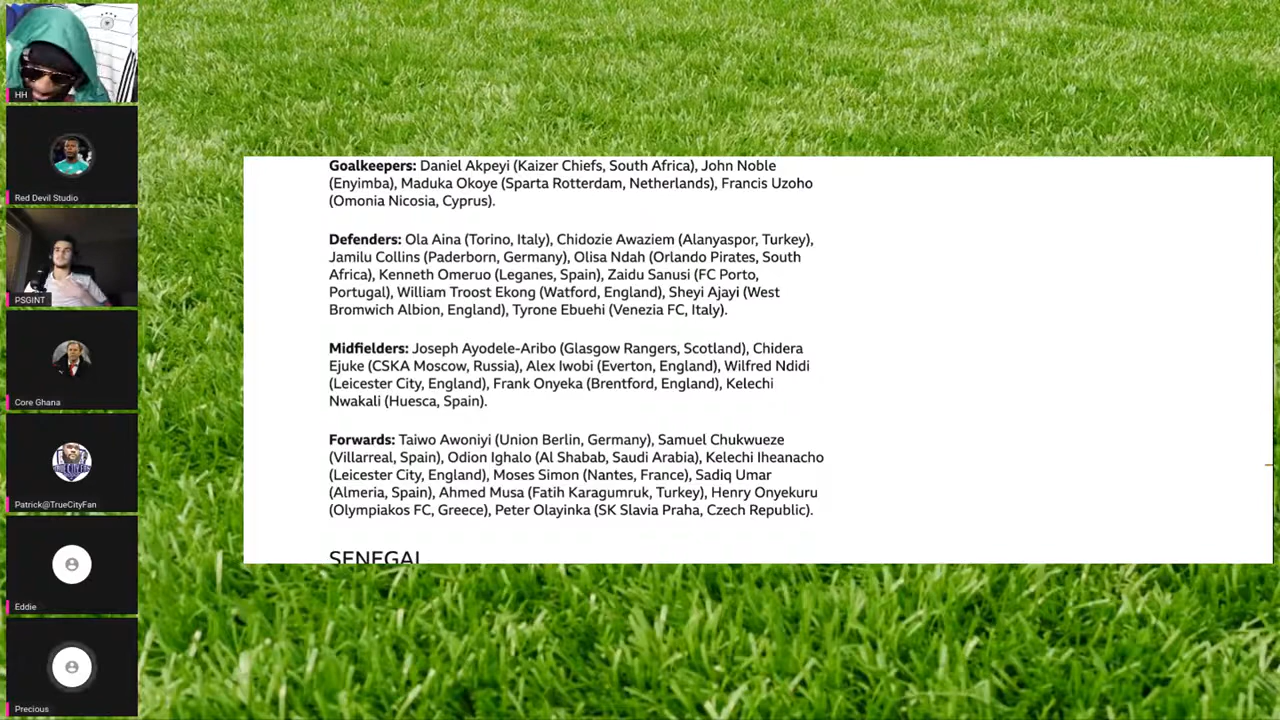 HH
Red Devil Studio
PSGINT
Core Ghana
Patrick@TrueCityFan
Eddie
Precious
Goalkeepers: Daniel Akpeyi (Kaizer Chiefs, South Africa), John Noble
(Enyimba), Maduka Okoye (Sparta Rotterdam, Netherlands), Francis Uzoho
(Omonia Nicosia, Cyprus).
Defenders: Ola Aina (Torino, Italy), Chidozie Awaziem (Alanyaspor, Turkey),
Jamilu Collins (Paderborn, Germany), Olisa Ndah (Orlando Pirates, South
Africa), Kenneth Omeruo (Leganes, Spain), Zaidu Sanusi (FC Porto,
Portugal), William Troost Ekong (Watford, England), Sheyi Ajayi (West
Bromwich Albion, England), Tyrone Ebuehi (Venezia FC, Italy).
Midfielders: Joseph Ayodele-Aribo (Glasgow Rangers, Scotland), Chidera
Ejuke (CSKA Moscow, Russia), Alex Iwobi (Everton, England), Wilfred Ndidi
(Leicester City, England), Frank Onyeka (Brentford, England), Kelechi
Nwakali (Huesca, Spain).
Forwards: Taiwo Awoniyi (Union Berlin, Germany), Samuel Chukwueze
(Villarreal, Spain), Odion Ighalo (Al Shabab, Saudi Arabia), Kelechi Iheanacho
(Leicester City, England), Moses Simon (Nantes, France), Sadiq Umar
(Almeria, Spain), Ahmed Musa (Fatih Karagumruk, Turkey), Henry Onyekuru
(Olympiakos FC, Greece), Peter Olayinka (SK Slavia Praha, Czech Republic).
SENEGAL